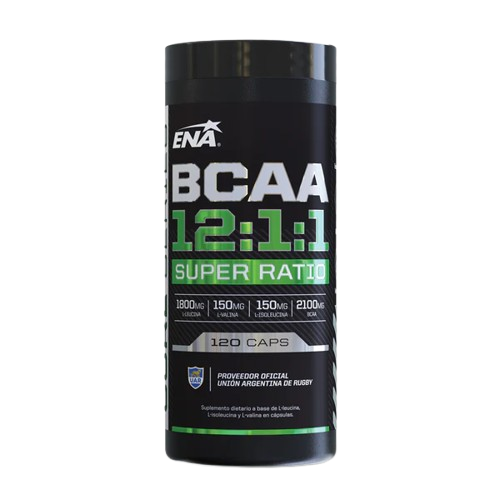 ENA®
BCAA
12:1:1
SUPER RATIO
1800MG 150MG 150MG 2100MG
L-LEUCINA L-VALINA L-ISOLEUCINA BCAA
120 CAPS
UAR
PROVEEDOR OFICIAL
UNIÓN ARGENTINA DE RUGBY
Suplemento dietario a base de L-leucina,
L-isoleucina y L-valina en cápsulas.